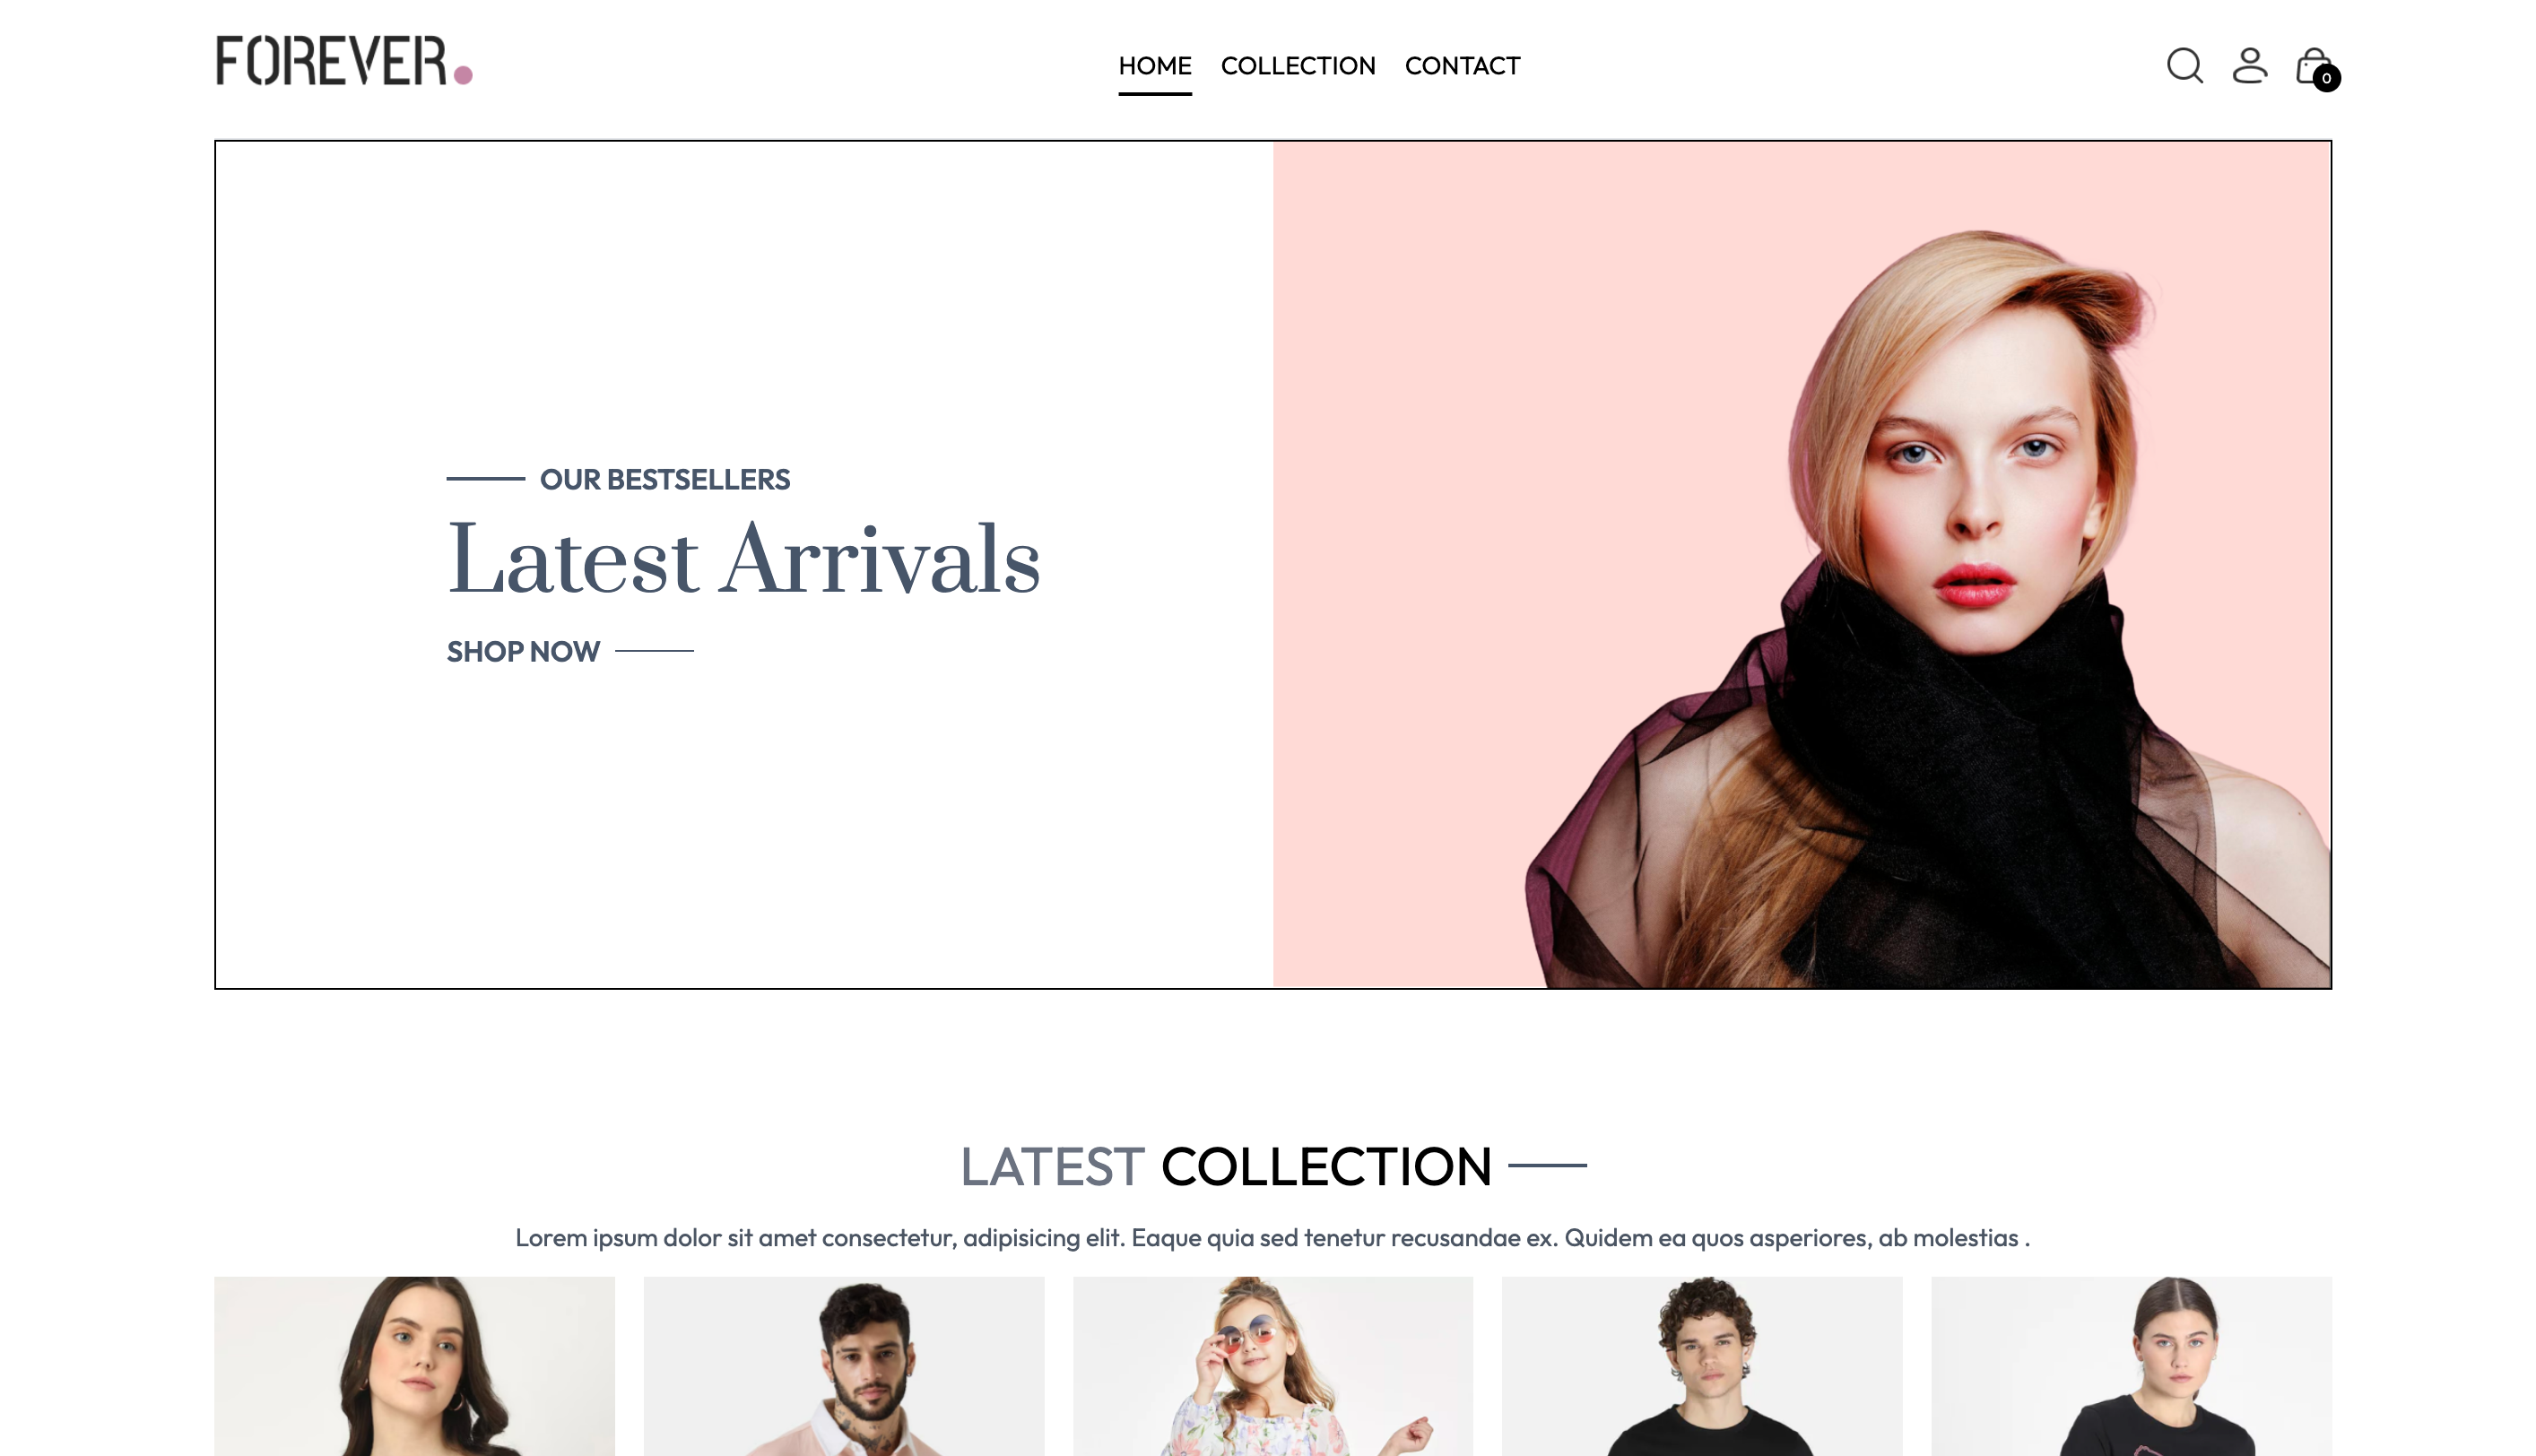 FOREVER.
HOME COLLECTION CONTACT
0
OUR BESTSELLERS
Latest Arrivals
SHOP NOW
LATEST COLLECTION
Lorem ipsum dolor sit amet consectetur, adipisicing elit. Eaque quia sed tenetur recusandae ex. Quidem ea quos asperiores, ab molestias .